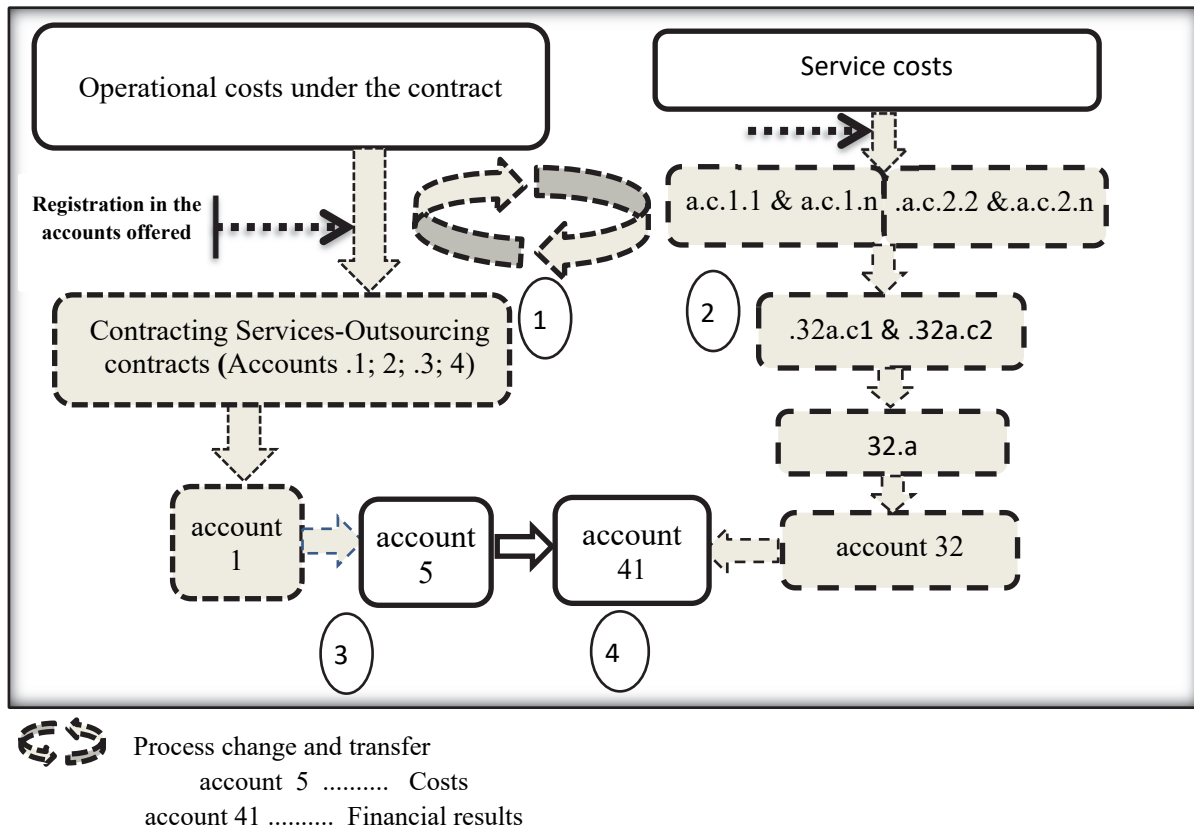 Operational costs under the contract
Service costs
Registration in the
accounts offered
a.c.1.1 & a.c.1.n
.a.c.2.2 &.a.c.2.n
1
2
Contracting Services-Outsourcing
contracts (Accounts .1; 2; .3; 4)
.32a.c1 & .32a.c2
32.a
account
1
account
5
account
41
account 32
3
4
Process change and transfer
account 5 .......... Costs
account 41 .......... Financial results